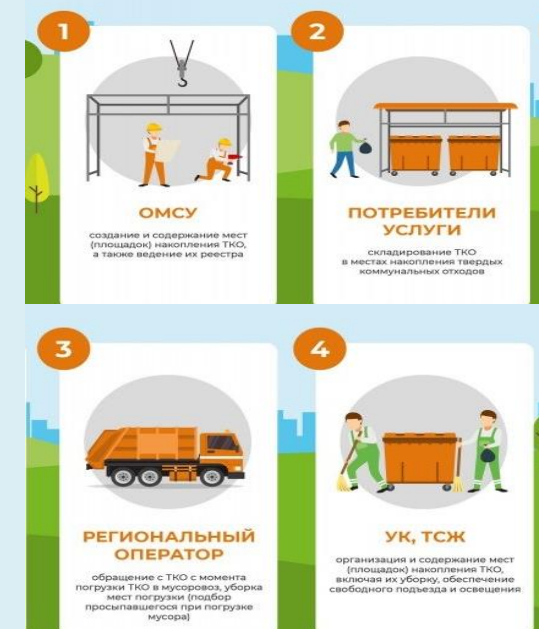 1
ОМСУ
создание и содержание мест
(площадок) накопления ТКО,
а также ведение их реестра
2
ПОТРЕБИТЕЛИ
УСЛУГИ
складирование ТКО
в местах накопления твердых
коммунальных отходов
3
РЕГИОНАЛЬНЫЙ
ОПЕРАТОР
обращение с ТКО с момента
погрузки ТКО в мусоровоз, уборка
мест погрузки (подбор
просыпавшегося при погрузке
мусора)
4
УК, ТСЖ
организация и содержание мест
(площадок) накопления ТКО,
включая их уборку, обеспечение
свободного подъезда и освещения